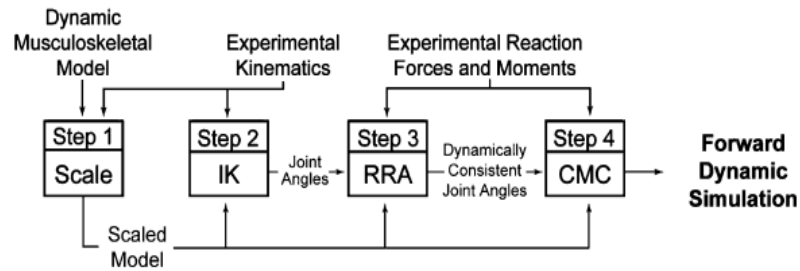 Dynamic
Musculoskeletal
Model
Experimental
Kinematics
Experimental Reaction
Forces and Moments
Step 1
Scale
Step 2
IK
Joint
Angles
Step 3
RRA
Dynamically
Consistent
Joint Angles
Step 4
CMC
Forward
Dynamic
Simulation
Scaled
Model